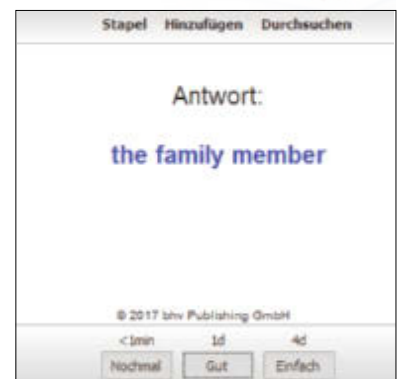 Stapel Hinzufügen Durchsuchen
Antwort:
the family member
© 2017 bhv Publishing GmbH
<1min 1d 4d
Nochmal Gut Einfach